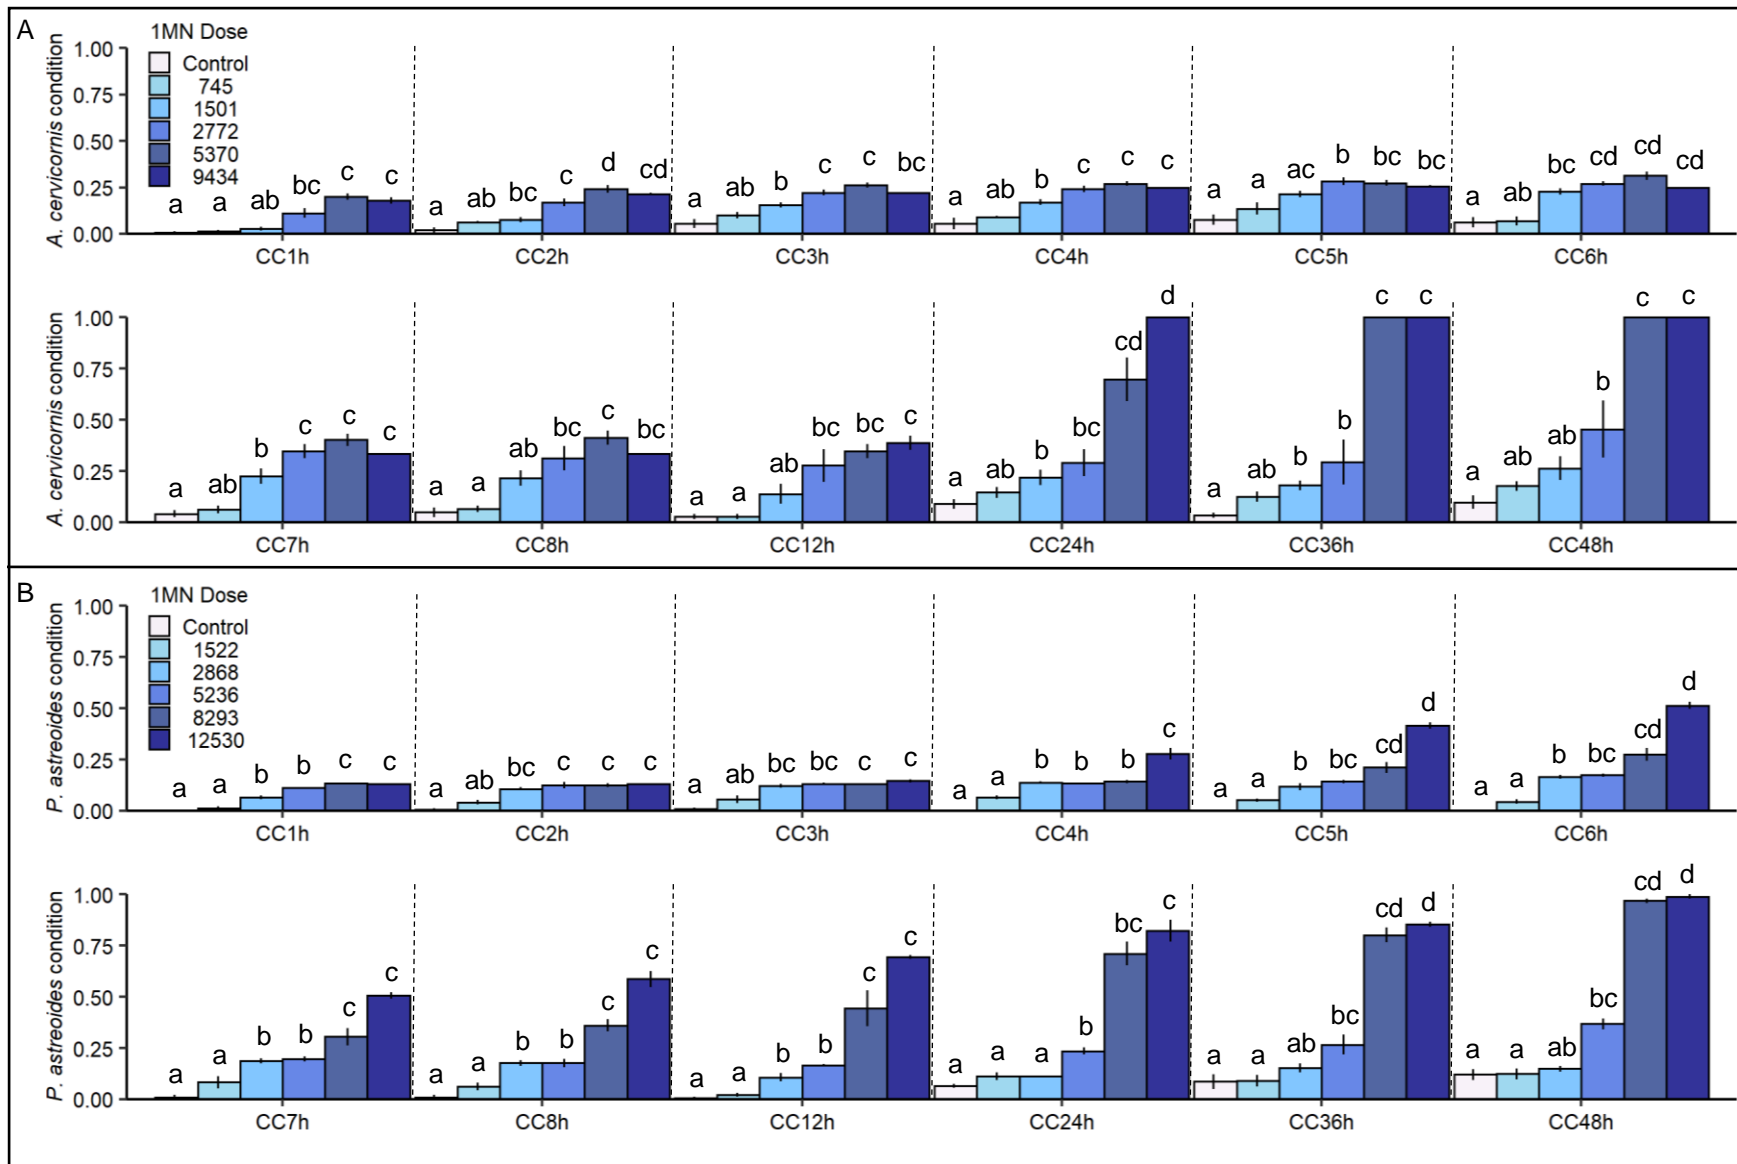 A
1MN Dose
Control
745
1501
2772
5370
9434
A. cervicornis condition
1.00
0.75
0.50
0.25
0.00
a a ab bc c c
a ab bc c d cd
a ab b c c bc
a ab b c c c
a a ac b bc bc
a ab bc cd cd cd
CC1h CC2h CC3h CC4h CC5h CC6h
A. cervicornis condition
1.00
0.75
0.50
0.25
0.00
a ab b c c c
a a ab bc c bc
a a ab bc bc c
a ab b bc cd d
a ab b b c c
a ab ab b c c
CC7h CC8h CC12h CC24h CC36h CC48h
B
1MN Dose
Control
1522
2868
5236
8293
12530
P. astreoides condition
1.00
0.75
0.50
0.25
0.00
a a b b c c
a ab bc c c c
a ab bc bc c c
a a b b b c
a a b bc cd d
a a b bc cd d
CC1h CC2h CC3h CC4h CC5h CC6h
P. astreoides condition
1.00
0.75
0.50
0.25
0.00
a a b b c c
a a b b c c
a a b b c c
a a a b bc c
a a ab bc cd d
a a ab bc cd d
CC7h CC8h CC12h CC24h CC36h CC48h